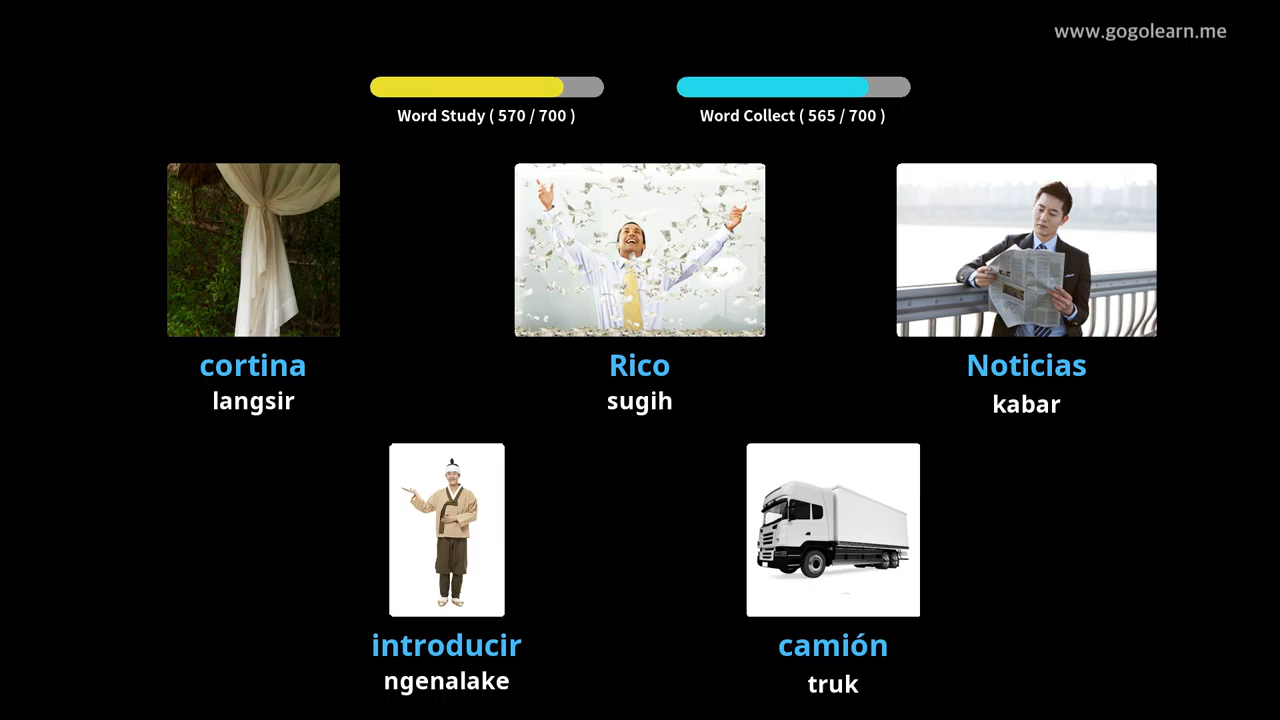 www.gogolearn.me
Word Study ( 570 / 700 )
Word Collect ( 565 / 700 )
cortina
langsir
Rico
sugih
Noticias
kabar
introducir
ngenalake
camión
truk